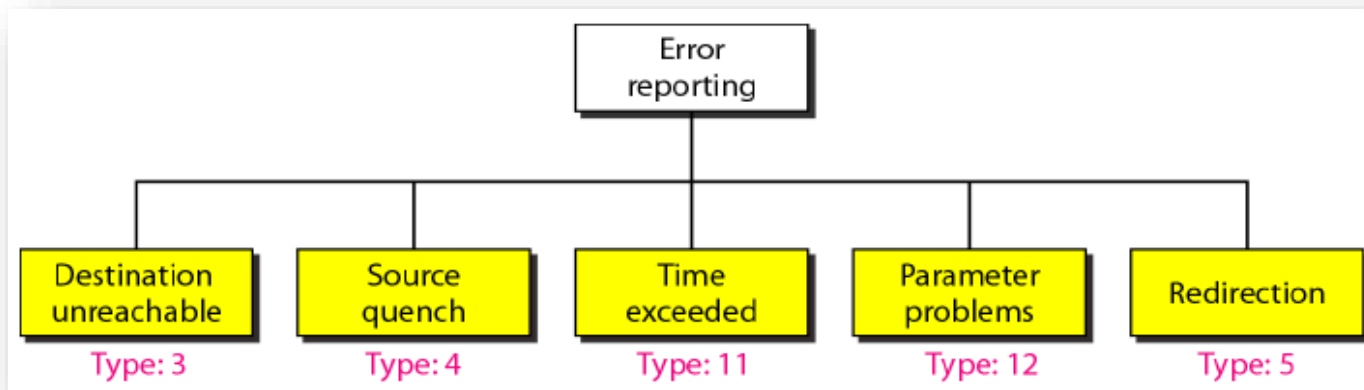 Error
reporting
Destination
unreachable
Source
quench
Time
exceeded
Parameter
problems
Redirection
Type: 3
Type: 4
Type: 11
Type: 12
Type: 5